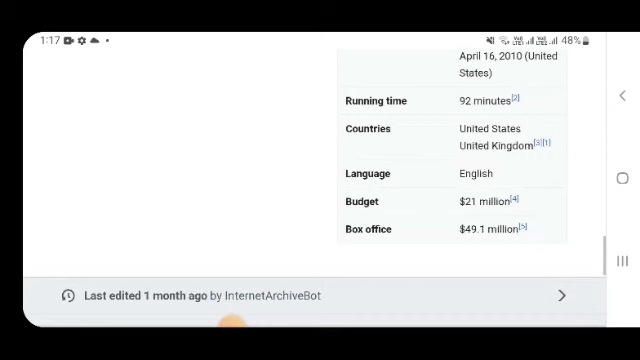 1:17 48%
April 16, 2010 (United
States)
Running time 92 minutes[2]
Countries United States
United Kingdom[3][1]
Language English
Budget $21 million[4]
Box office $49.1 million[5]
Last edited 1 month ago by InternetArchiveBot